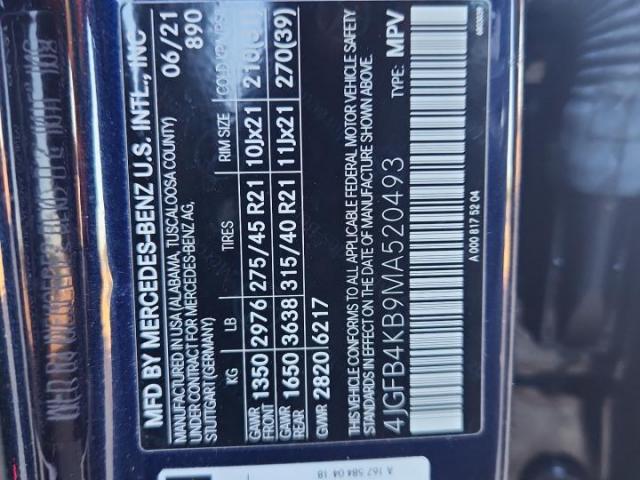 MFD BY MERCEDES-BENZ U.S. INTL., INC
MANUFACTURED IN USA (ALABAMA, TUSCALOOSA COUNTY) 06/21
UNDER CONTRACT FOR MERCEDES-BENZ AG, 890
STUTTGART (GERMANY)
KG LB TIRES RIM SIZE COLD
GAWR FRONT 1350 2976 275/45 R21 10Jx21
GAWR REAR 1650 3638 315/40 R21 11Jx21 270(39)
GVWR 2820 6217
THIS VEHICLE CONFORMS TO ALL APPLICABLE FEDERAL MOTOR VEHICLE SAFETY
STANDARDS IN EFFECT ON THE DATE OF MANUFACTURE SHOWN ABOVE.
4JGFB4KB9MA520493 MPV
A 000 817 52 04
A 167 584 04 18